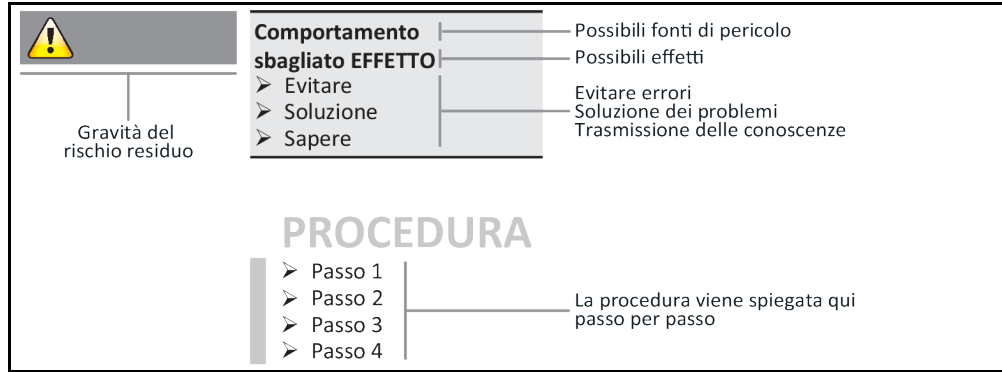 Comportamento
sbagliato EFFETTO
➢ Evitare
➢ Soluzione
➢ Sapere
Possibili fonti di pericolo
Possibili effetti
Evitare errori
Soluzione dei problemi
Trasmissione delle conoscenze
Gravità del
rischio residuo
PROCEDURA
➢ Passo 1
➢ Passo 2
➢ Passo 3
➢ Passo 4
La procedura viene spiegata qui
passo per passo